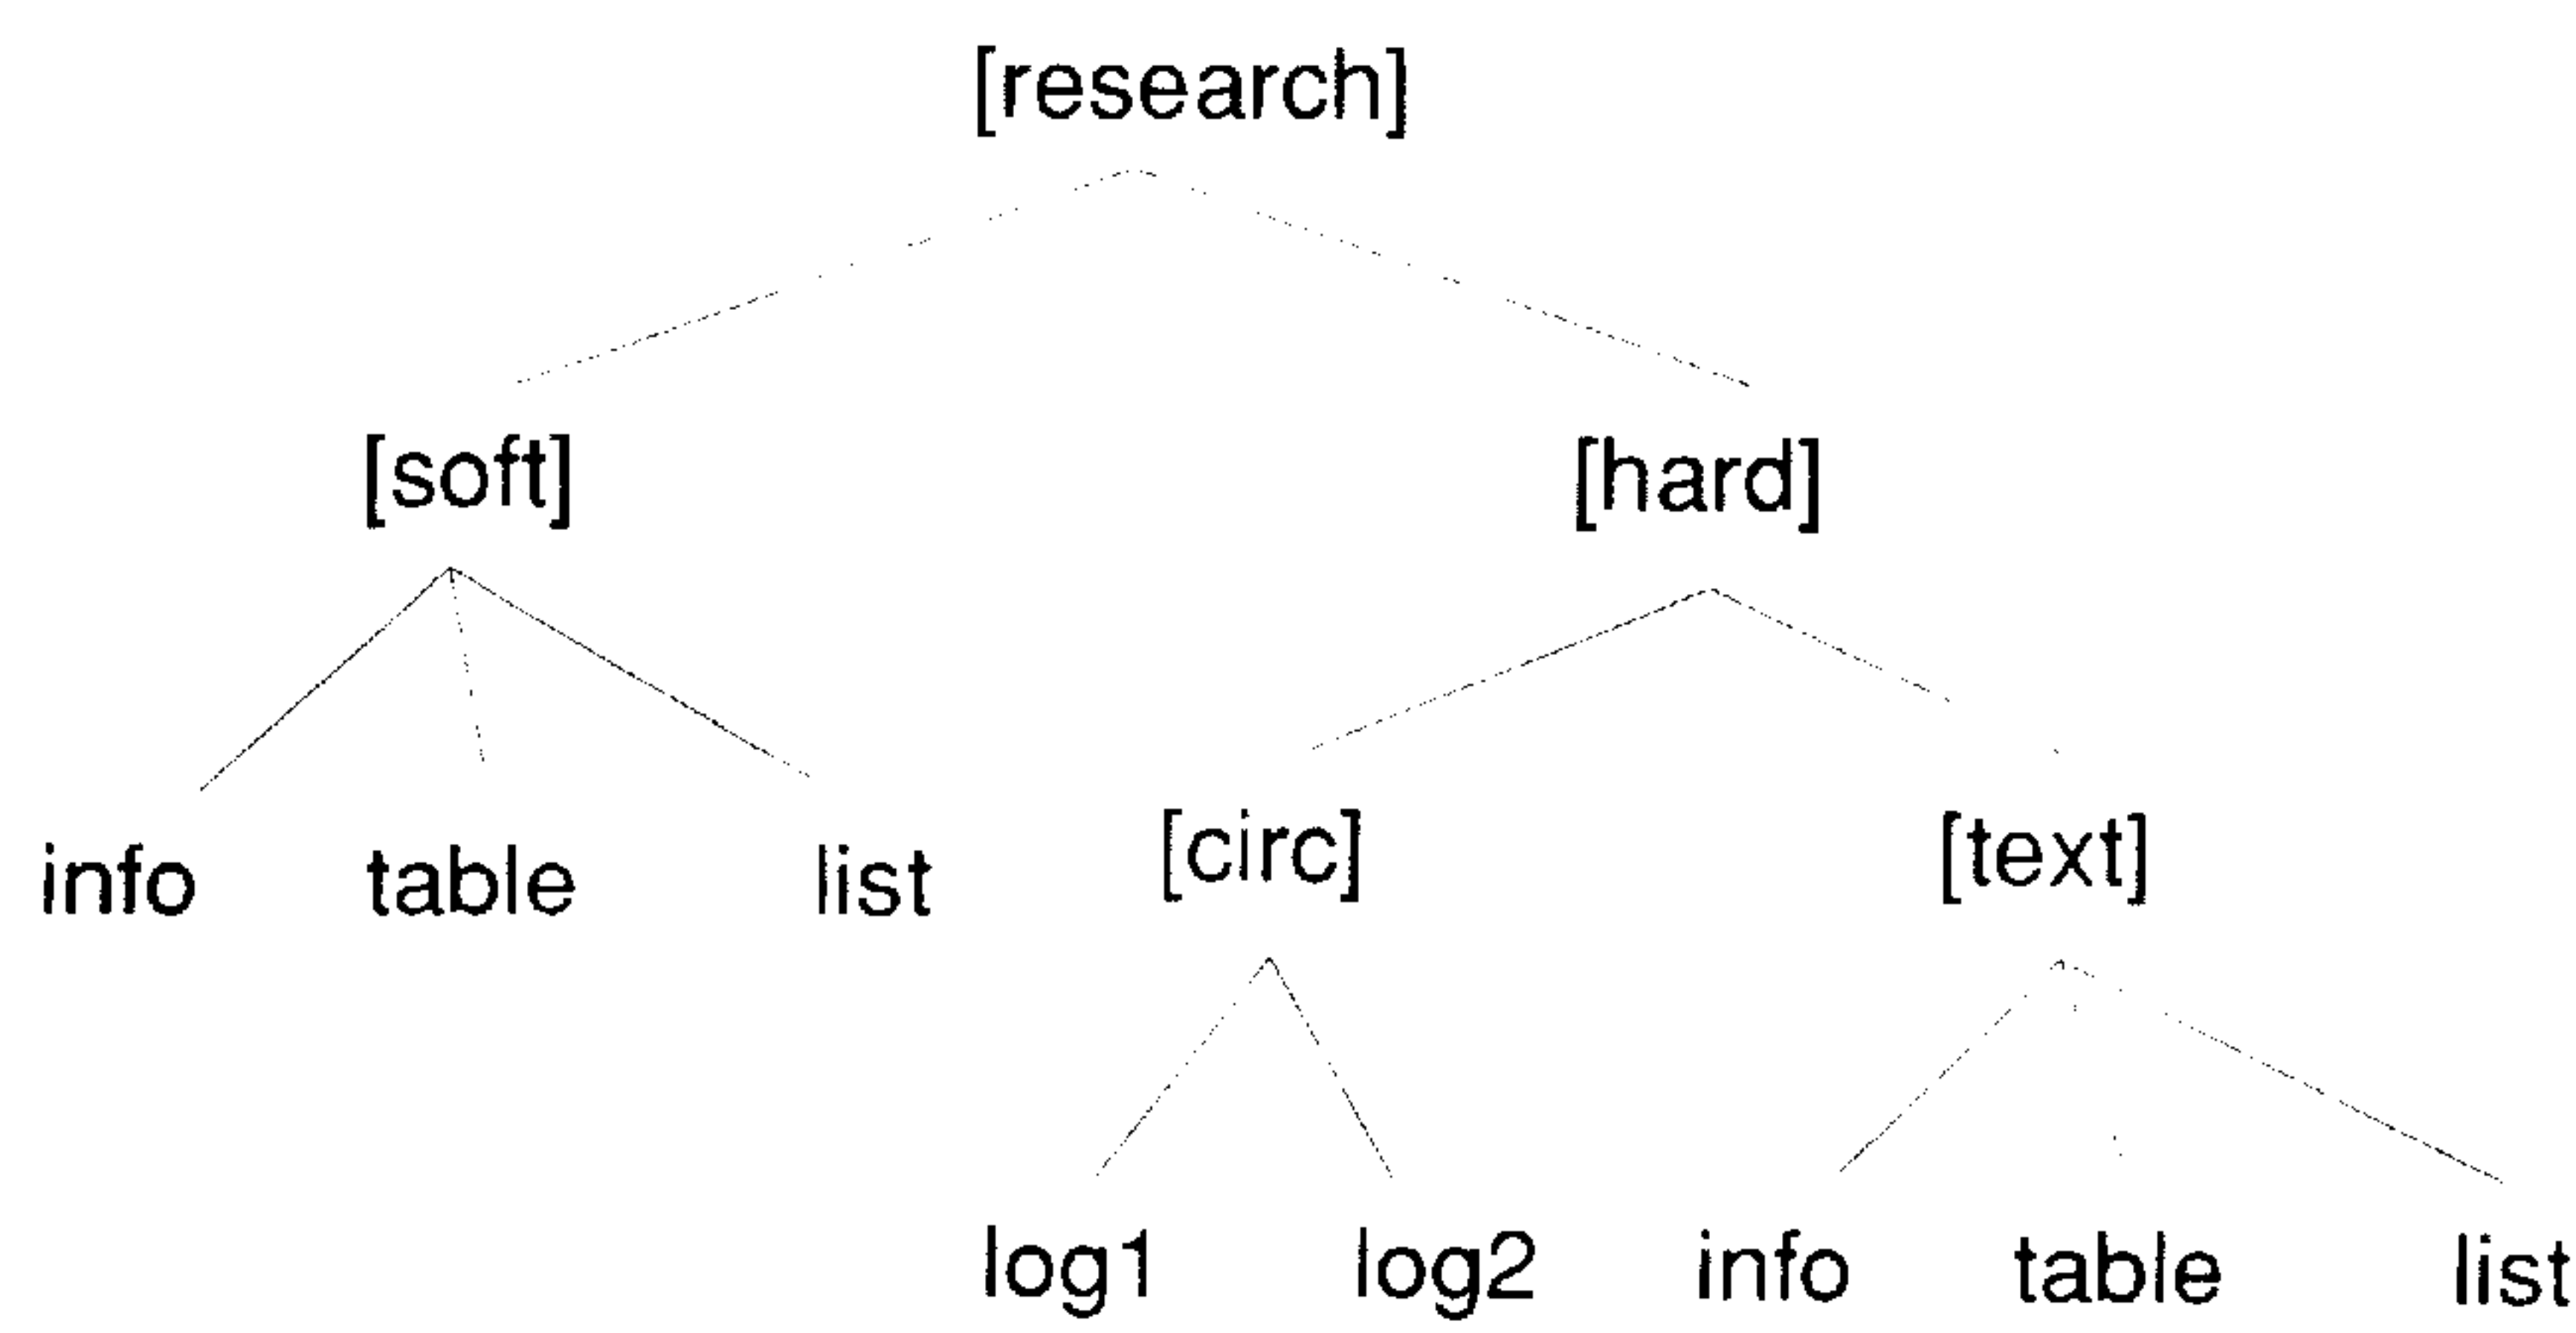 [research]
[soft] [hard]
info table list [circ] [text]
log1 log2 info table list